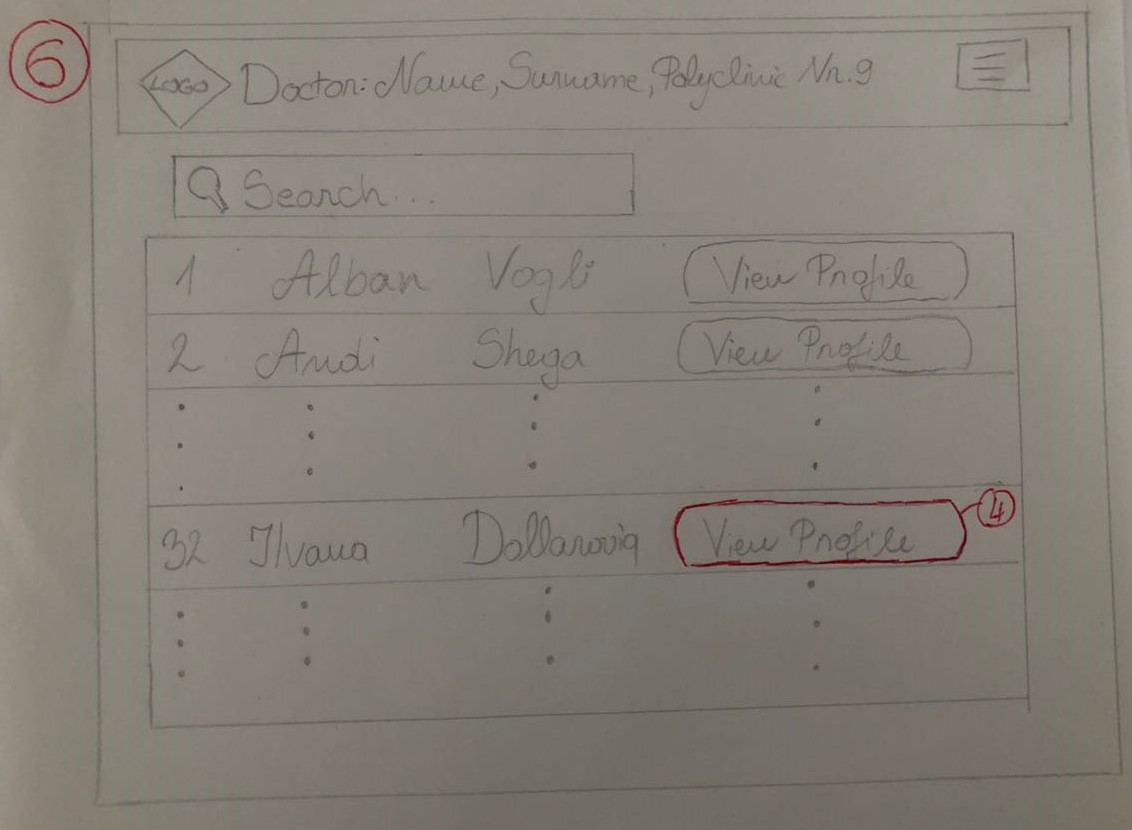 6
LOGO Doctor: Name, Surname, Polyclinic Nr.9
Search...
1 Alban Vogli View Profile
2 Andi Shega View Profile
32 Ilvana Dollarovia View Profile 4